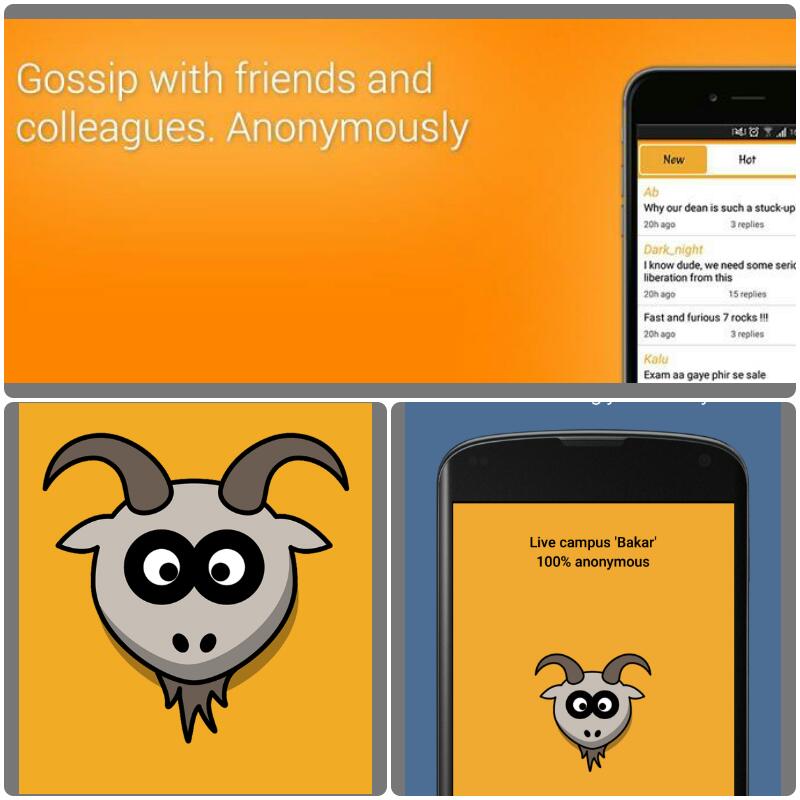 Gossip with friends and
colleagues. Anonymously
New
Hot
Ab
Why our dean is such a stuck-up
20h ago
3 replies
Dark_night
I know dude, we need some
liberation from this
20h ago
15 replies
Fast and furious 7 rocks !!!
20h ago
3 replies
Kalu
Exam aa gaye phir se sale
Live campus 'Bakar'
100% anonymous